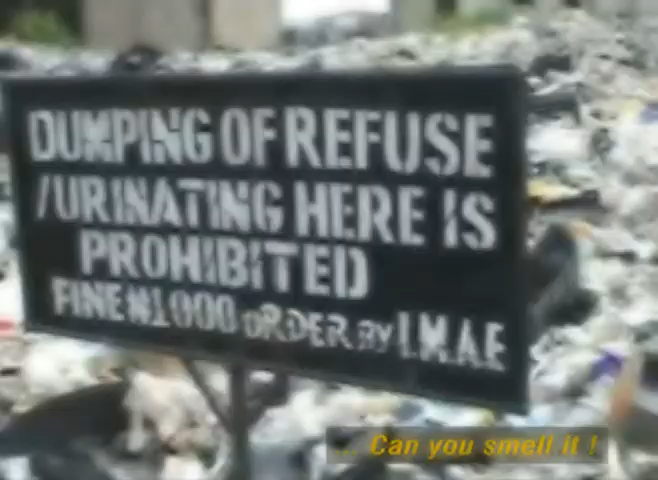 DUMPING OF REFUSE
/URINATING HERE IS
PROHIBITED
FINE ₦1000 ORDER BY I.M.A.E
... Can you smell it !